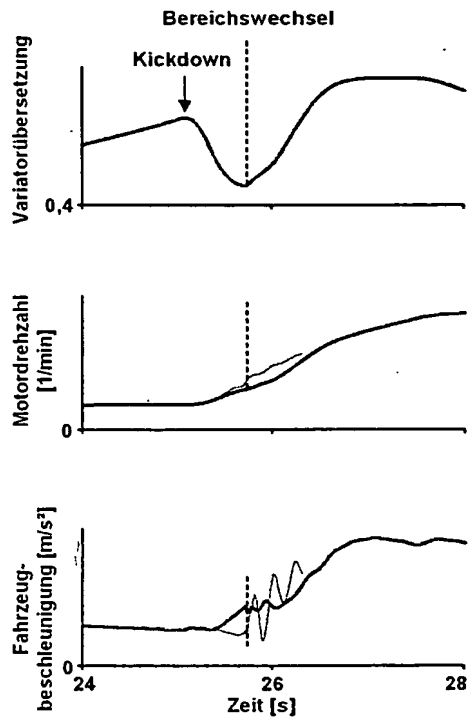 Bereichswechsel
Kickdown
Variatorübersetzung
0,4
Motordrehzahl
[1/min]
0
Fahrzeug-
beschleunigung [m/s²]
0
24
26
28
Zeit [s]